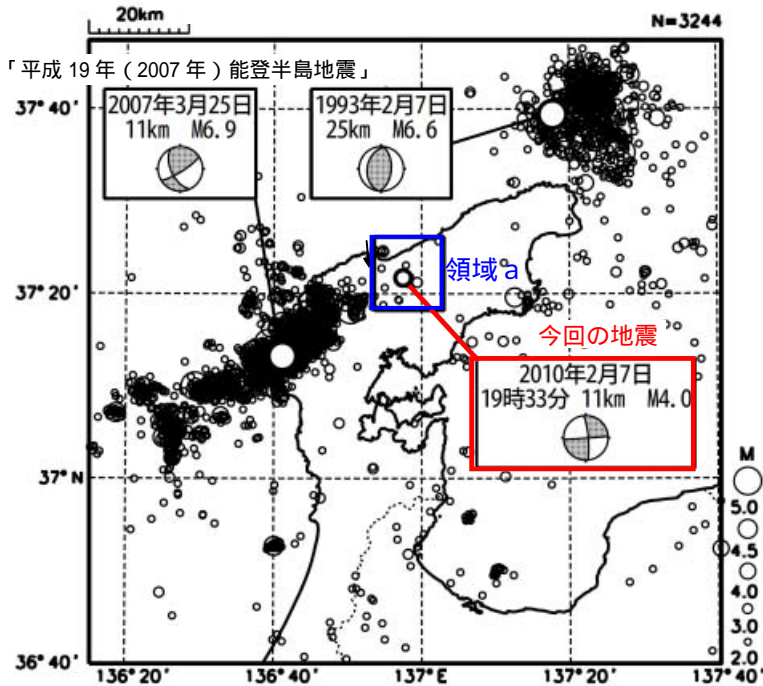 20km
N=3244
「平成 19 年（2007 年）能登半島地震」
2007年3月25日
11km M6.9
1993年2月7日
25km M6.6
37°40'
領域a
37°20'
今回の地震
2010年2月7日
19時33分 11km M4.0
37°N
M
5.0
4.5
4.0
3.0
2.0
36°40'
136°20'
136°40'
137°E
137°20'
137°40'